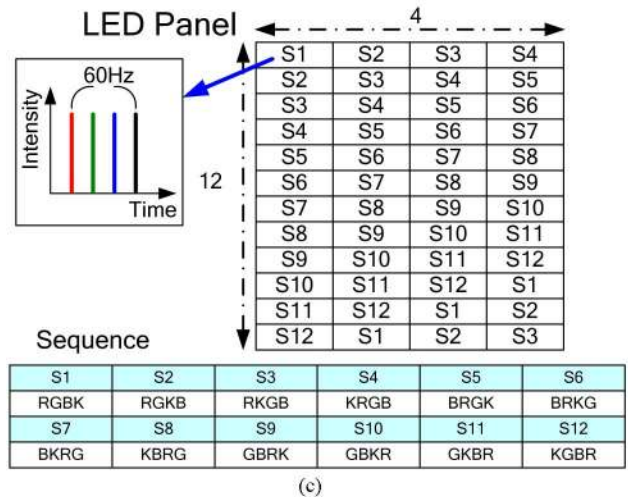 LED Panel
4
60Hz
Intensity
Time
12
S1 S2 S3 S4
S2 S3 S4 S5
S3 S4 S5 S6
S4 S5 S6 S7
S5 S6 S7 S8
S6 S7 S8 S9
S7 S8 S9 S10
S8 S9 S10 S11
S9 S10 S11 S12
S10 S11 S12 S1
S11 S12 S1 S2
S12 S1 S2 S3
Sequence
S1 S2 S3 S4 S5 S6
RGBK RGKB RKGB KRGB BRGK BRKG
S7 S8 S9 S10 S11 S12
BKRG KBRG GBRK GBKR GKBR KGBR
(c)